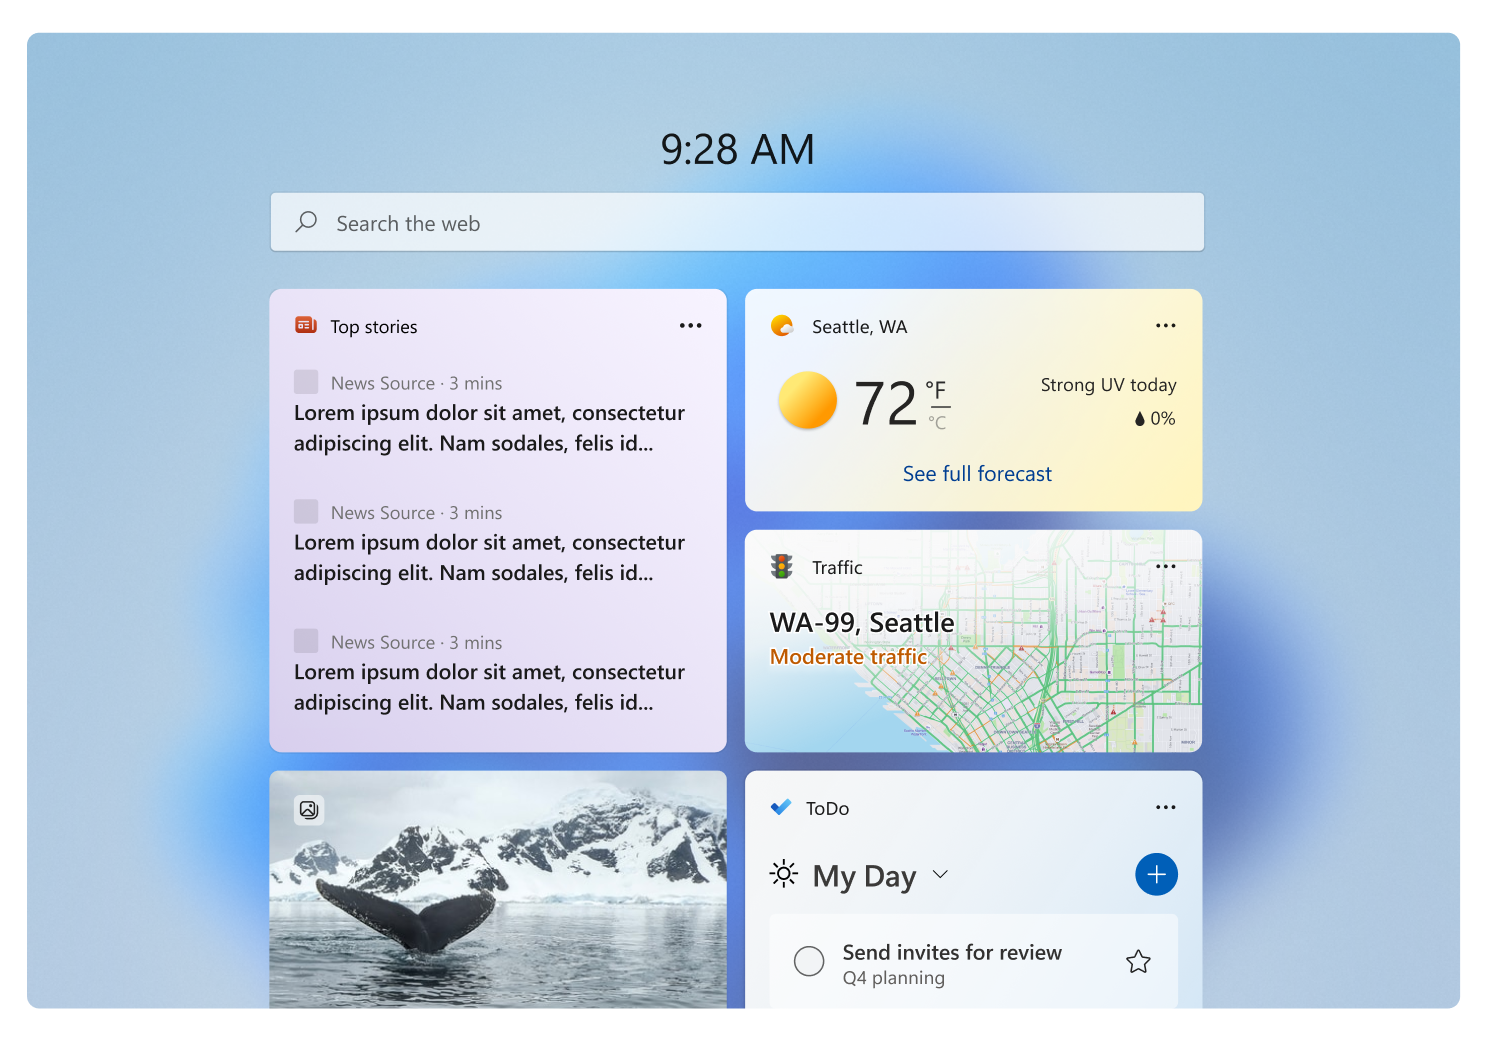 9:28 AM
Search the web
Top stories
News Source · 3 mins
Lorem ipsum dolor sit amet, consectetur
adipiscing elit. Nam sodales, felis id...
News Source · 3 mins
Lorem ipsum dolor sit amet, consectetur
adipiscing elit. Nam sodales, felis id...
News Source · 3 mins
Lorem ipsum dolor sit amet, consectetur
adipiscing elit. Nam sodales, felis id...
Seattle, WA
72 °F
°C
Strong UV today
0%
See full forecast
Traffic
WA-99, Seattle
Moderate traffic
ToDo
My Day
Send invites for review
Q4 planning